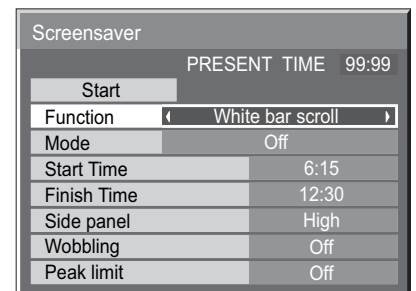 Screensaver
PRESENT TIME 99:99
Start
Function White bar scroll
Mode Off
Start Time 6:15
Finish Time 12:30
Side panel High
Wobbling Off
Peak limit Off